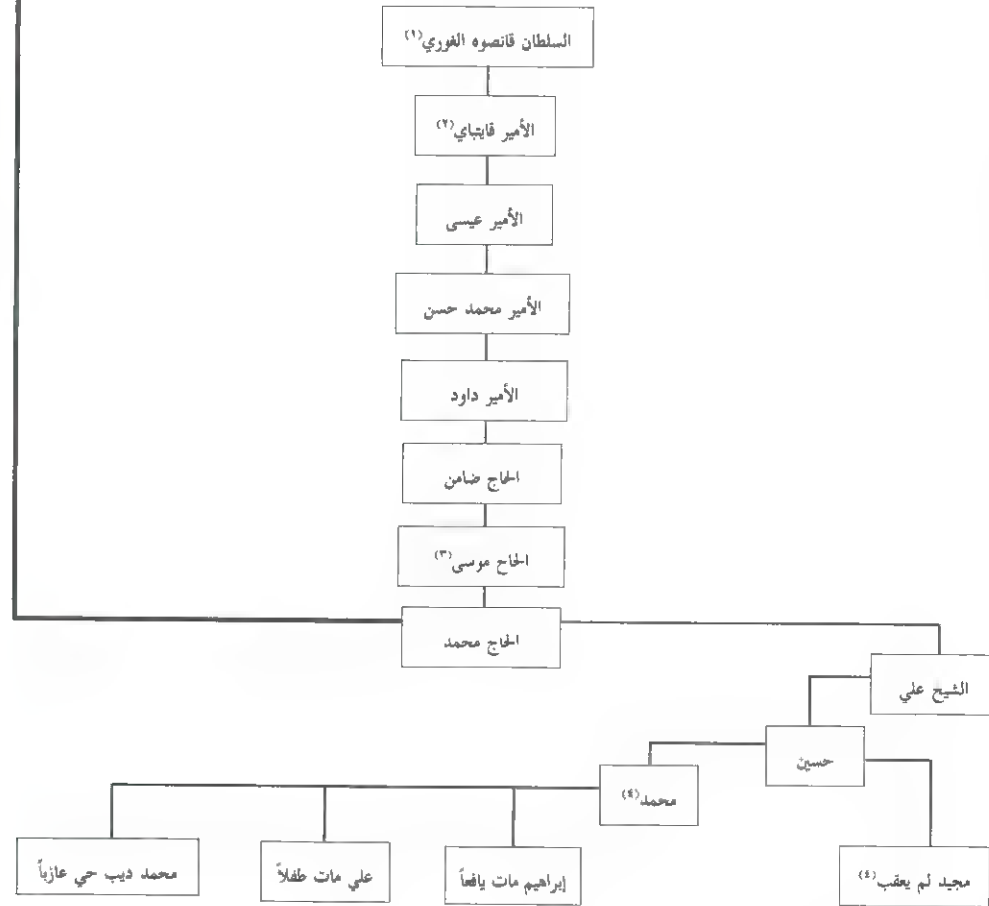 السلطان قانصوه الغوري(١)
الأمير قايتباي(٢)
الأمير عيسى
الأمير محمد حسن
الأمير داود
الحاج ضامن
الحاج موسى(٣)
الحاج محمد
الشيخ علي
حسين
محمد(٤)
مجيد لم يعقب(٤)
إبراهيم مات يافعاً
علي مات طفلاً
محمد ديب حي عازباً